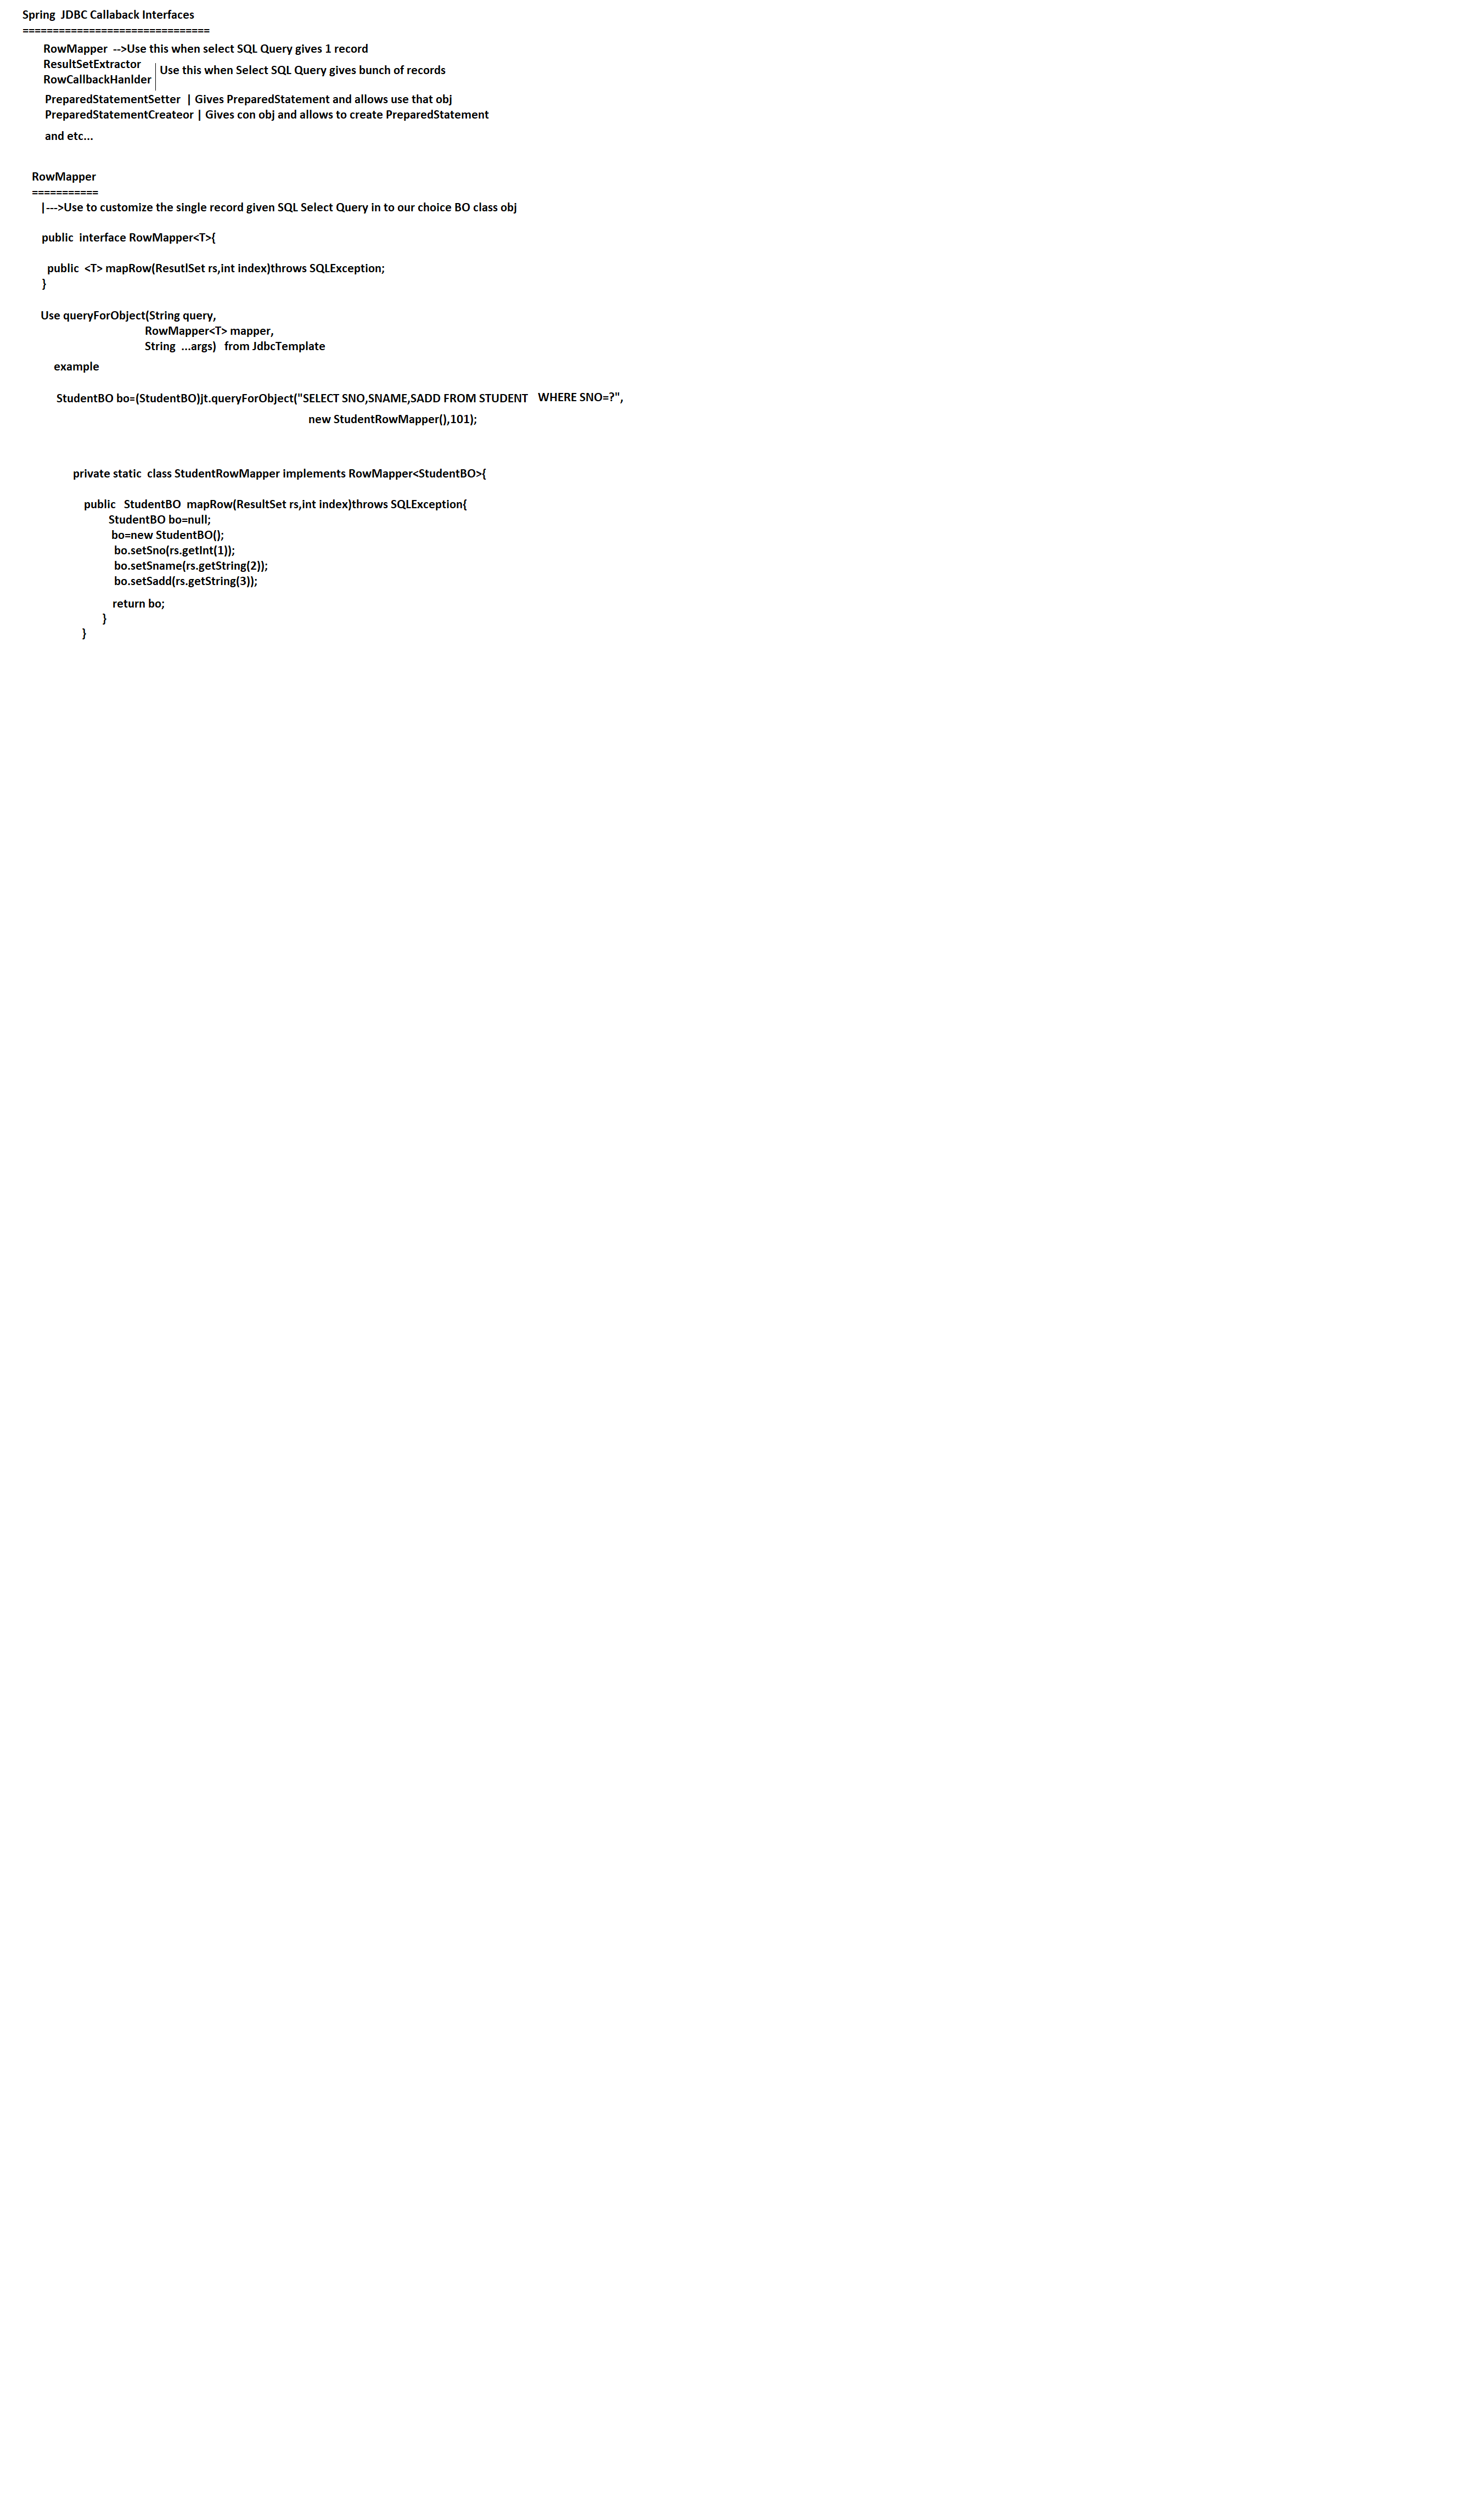 Spring  JDBC Callaback Interfaces
===============================
RowMapper  -->Use this when select SQL Query gives 1 record
ResultSetExtractor
Use this when Select SQL Query gives bunch of records
RowCallbackHanlder
PreparedStatementSetter  | Gives PreparedStatement and allows use that obj
PreparedStatementCreateor | Gives con obj and allows to create PreparedStatement
and etc...
RowMapper
===========
|--->Use to customize the single record given SQL Select Query in to our choice BO class obj
public  interface RowMapper<T>{
public  <T> mapRow(ResutlSet rs,int index)throws SQLException;
}
Use queryForObject(String query,
RowMapper<T> mapper,
String  ...args)   from JdbcTemplate
example
StudentBO bo=(StudentBO)jt.queryForObject("SELECT SNO,SNAME,SADD FROM STUDENT   WHERE SNO=?",
new StudentRowMapper(),101);
private static  class StudentRowMapper implements RowMapper<StudentBO>{
public   StudentBO  mapRow(ResultSet rs,int index)throws SQLException{
StudentBO bo=null;
bo=new StudentBO();
bo.setSno(rs.getInt(1));
bo.setSname(rs.getString(2));
bo.setSadd(rs.getString(3));
return bo;
}
}